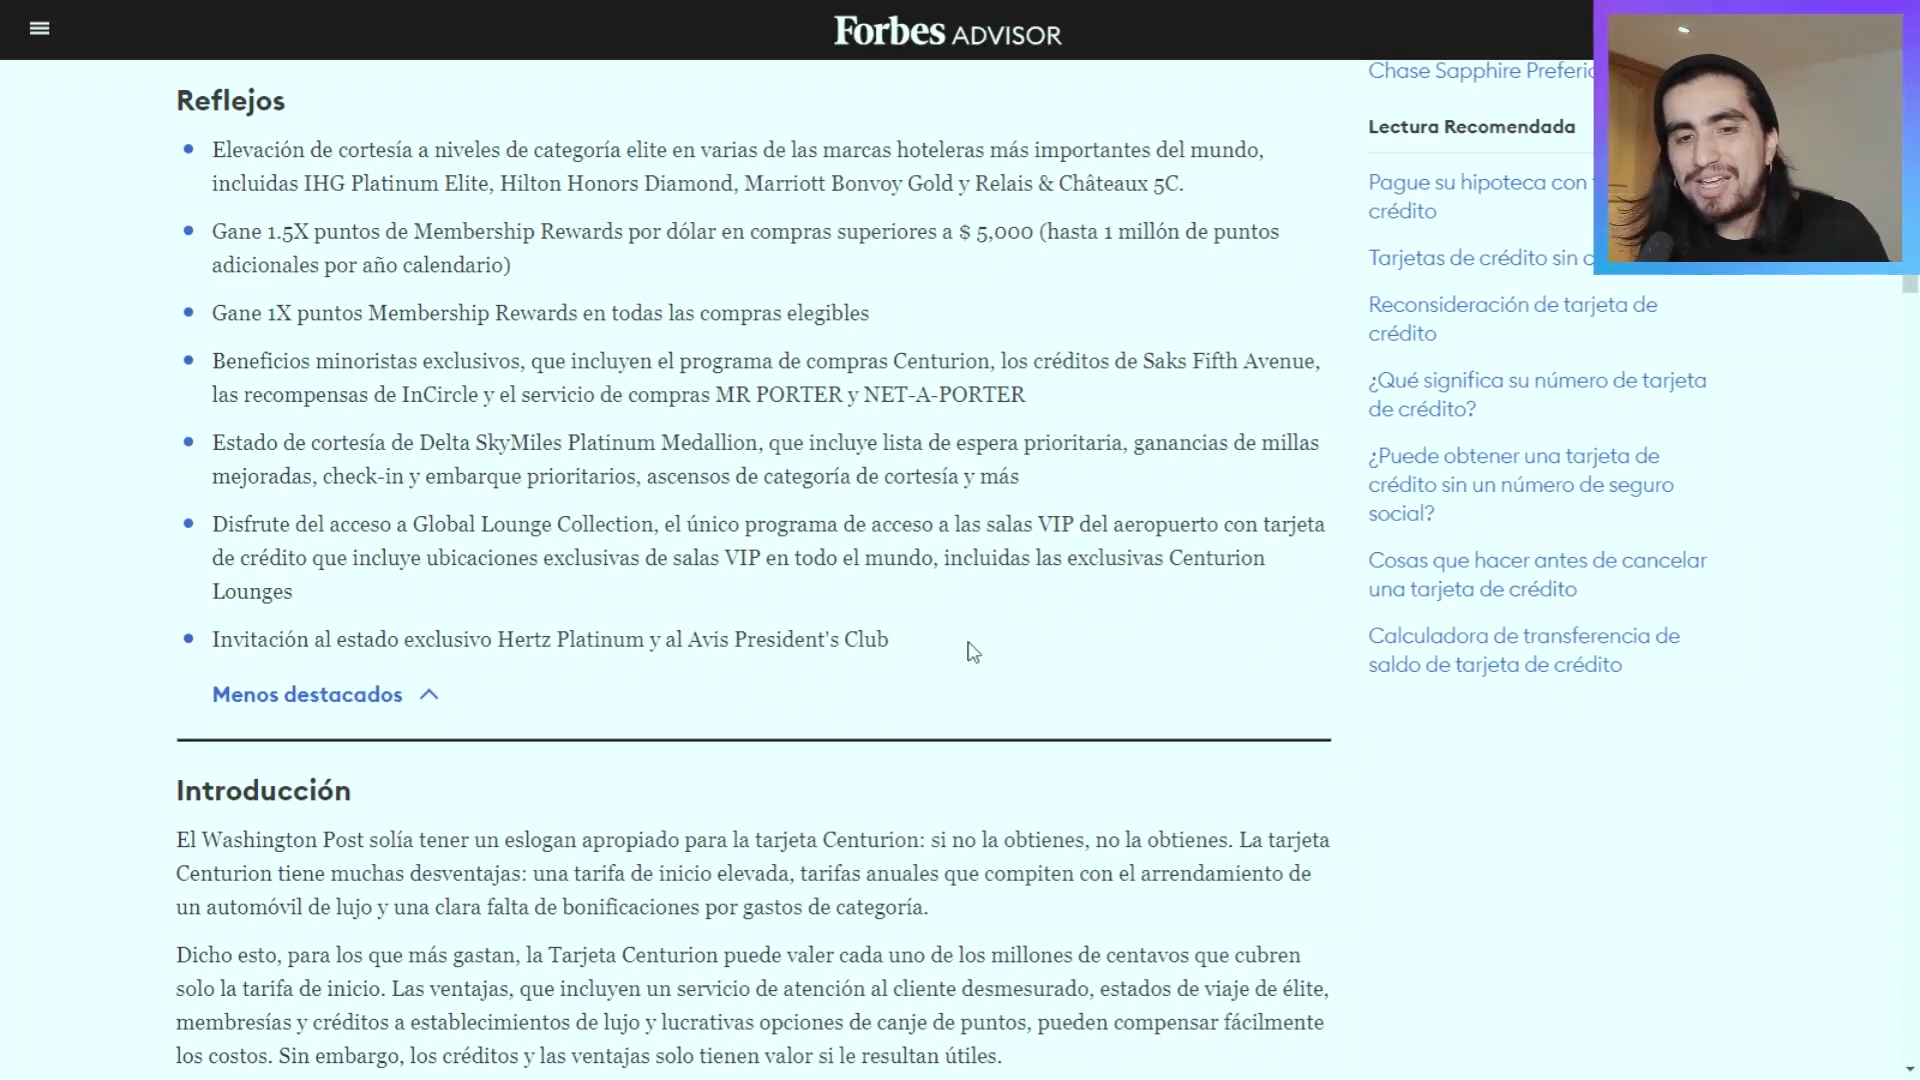 Forbes ADVISOR
Reflejos
Elevación de cortesía a niveles de categoría elite en varias de las marcas hoteleras más importantes del mundo,
incluidas IHG Platinum Elite, Hilton Honors Diamond, Marriott Bonvoy Gold y Relais & Châteaux 5C.
Gane 1.5X puntos de Membership Rewards por dólar en compras superiores a $ 5,000 (hasta 1 millón de puntos
adicionales por año calendario)
Gane 1X puntos Membership Rewards en todas las compras elegibles
Beneficios minoristas exclusivos, que incluyen el programa de compras Centurion, los créditos de Saks Fifth Avenue,
las recompensas de InCircle y el servicio de compras MR PORTER y NET-A-PORTER
Estado de cortesía de Delta SkyMiles Platinum Medallion, que incluye lista de espera prioritaria, ganancias de millas
mejoradas, check-in y embarque prioritarios, ascensos de categoría de cortesía y más
Disfrute del acceso a Global Lounge Collection, el único programa de acceso a las salas VIP del aeropuerto con tarjeta
de crédito que incluye ubicaciones exclusivas de salas VIP en todo el mundo, incluidas las exclusivas Centurion
Lounges
Invitación al estado exclusivo Hertz Platinum y al Avis President's Club
Menos destacados
Introducción
El Washington Post solía tener un eslogan apropiado para la tarjeta Centurion: si no la obtienes, no la obtienes. La tarjeta
Centurion tiene muchas desventajas: una tarifa de inicio elevada, tarifas anuales que compiten con el arrendamiento de
un automóvil de lujo y una clara falta de bonificaciones por gastos de categoría.
Dicho esto, para los que más gastan, la Tarjeta Centurion puede valer cada uno de los millones de centavos que cubren
solo la tarifa de inicio. Las ventajas, que incluyen un servicio de atención al cliente desmesurado, estados de viaje de élite,
membresías y créditos a establecimientos de lujo y lucrativas opciones de canje de puntos, pueden compensar fácilmente
los costos. Sin embargo, los créditos y las ventajas solo tienen valor si le resultan útiles.
Chase Sapphire
Lectura Recomendada
Pague su hipoteca con
crédito
Tarjetas de crédito sin
Reconsideración de tarjeta de
crédito
¿Qué significa su número de tarjeta
de crédito?
¿Puede obtener una tarjeta de
crédito sin un número de seguro
social?
Cosas que hacer antes de cancelar
una tarjeta de crédito
Calculadora de transferencia de
saldo de tarjeta de crédito